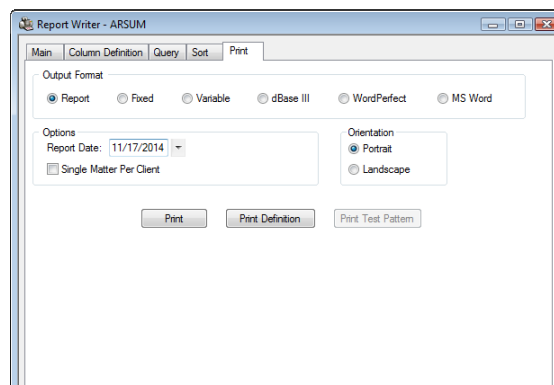 Report Writer - ARSUM
Main Column Definition Query Sort Print
Output Format
Report Fixed Variable dBase III WordPerfect MS Word
Options Orientation
Report Date: 11/17/2014 Portrait
Single Matter Per Client Landscape
Print Print Definition Print Test Pattern